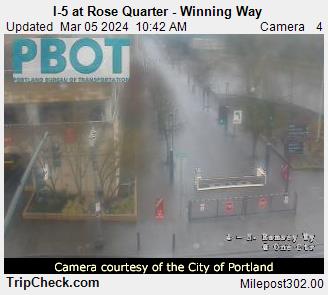 I-5 at Rose Quarter - Winning Way
Updated Mar 05 2024 10:42 AM Camera 4
PBOT
PORTLAND BUREAU OF TRANSPORTATION
Camera courtesy of the City of Portland
TripCheck.com Milepost302.00